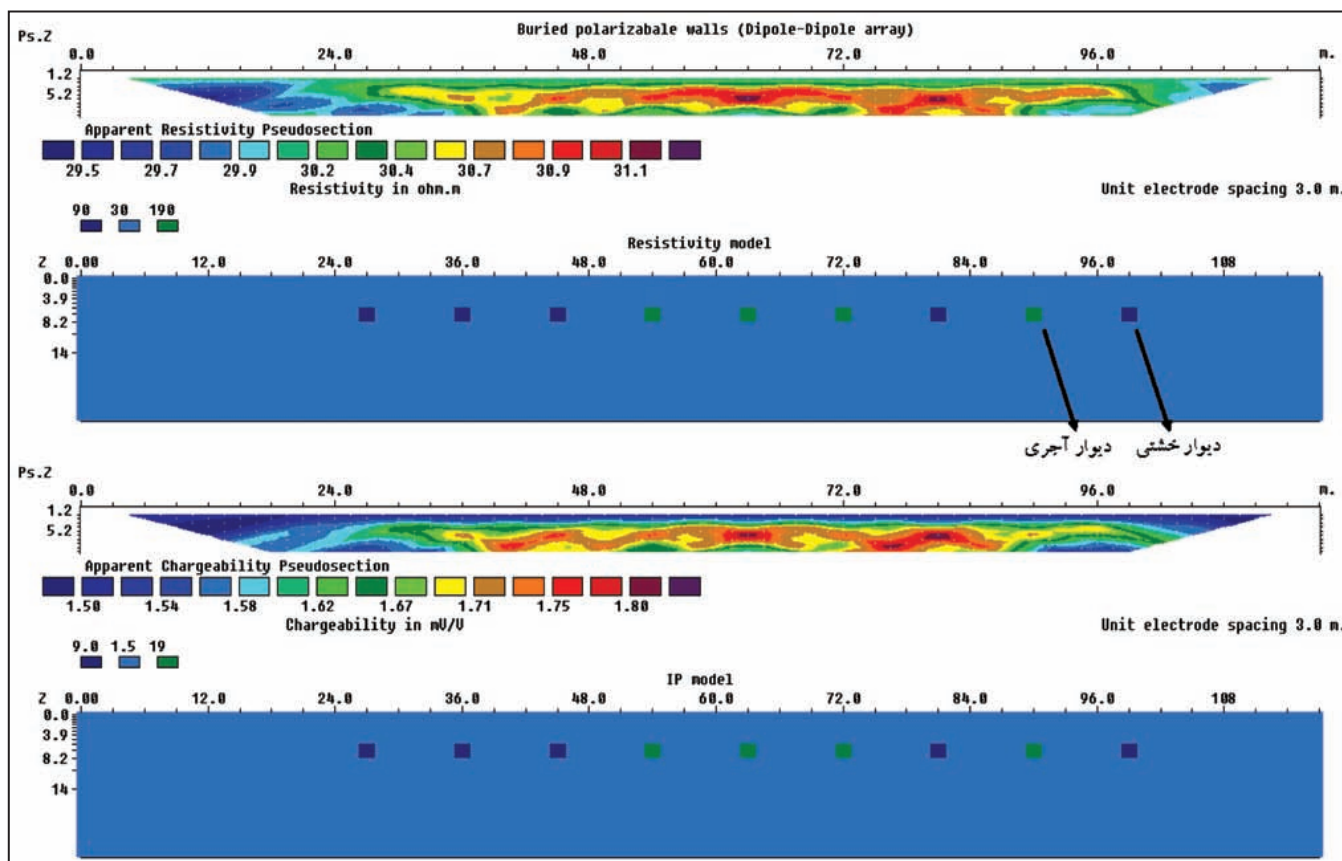 Buried polarizabale walls (Dipole-Dipole array)
Ps.Z 0.0 24.0 48.0 72.0 96.0 m.
1.2
5.2
Apparent Resistivity Pseudosection
29.5 29.7 29.9 30.2 30.4 30.7 30.9 31.1
Resistivity in ohm.m Unit electrode spacing 3.0 m.
90 30 190
Resistivity model
Z 0.00 12.0 24.0 36.0 48.0 60.0 72.0 84.0 96.0 108
0.0
3.9
8.2
14
دیوار آجری دیوار خشتی
Ps.Z 0.0 24.0 48.0 72.0 96.0 m.
1.2
5.2
Apparent Chargeability Pseudosection
1.50 1.54 1.58 1.62 1.67 1.71 1.75 1.80
Chargeability in mV/V Unit electrode spacing 3.0 m.
9.0 1.5 19
IP model
Z 0.00 12.0 24.0 36.0 48.0 60.0 72.0 84.0 96.0 108
0.0
3.9
8.2
14